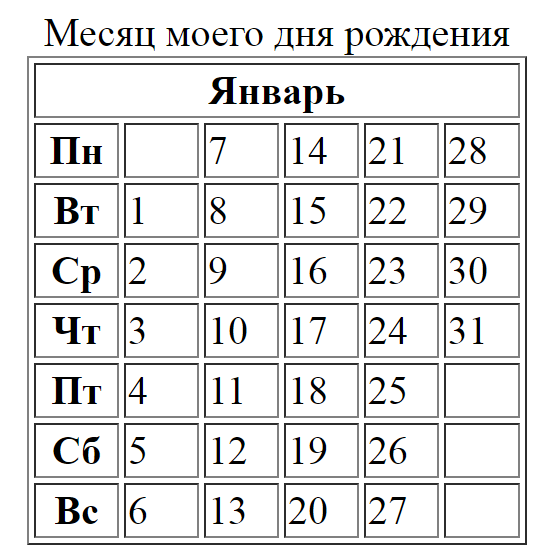 Месяц моего дня рождения
Январь
Пн 7 14 21 28
Вт 1 8 15 22 29
Ср 2 9 16 23 30
Чт 3 10 17 24 31
Пт 4 11 18 25
Сб 5 12 19 26
Вс 6 13 20 27